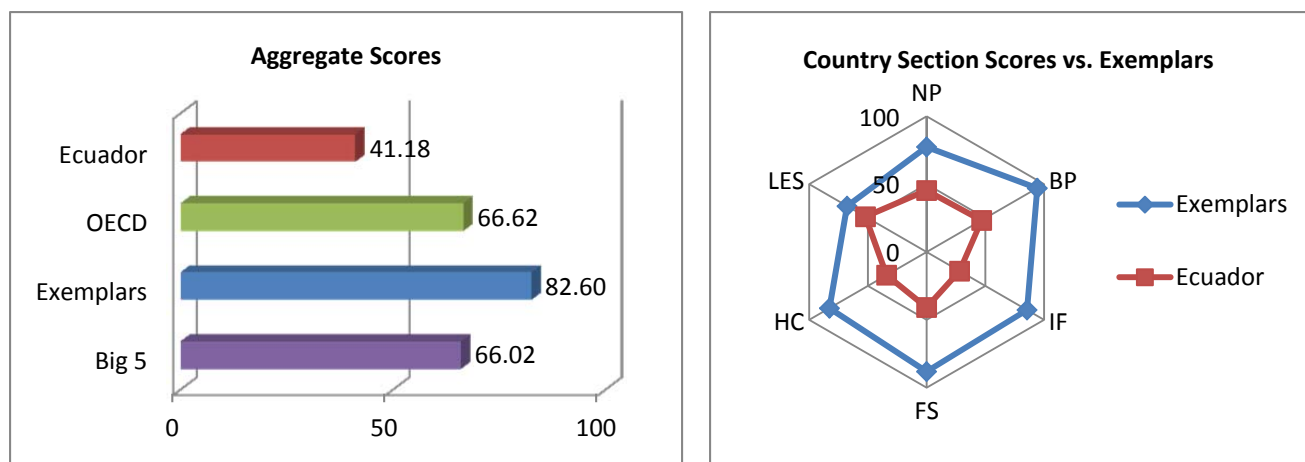 Aggregate Scores
Ecuador
41.18
OECD
66.62
Exemplars
82.60
Big 5
66.02
0
50
100
Country Section Scores vs. Exemplars
NP
100
LES
50
BP
0
HC
IF
FS
Exemplars
Ecuador